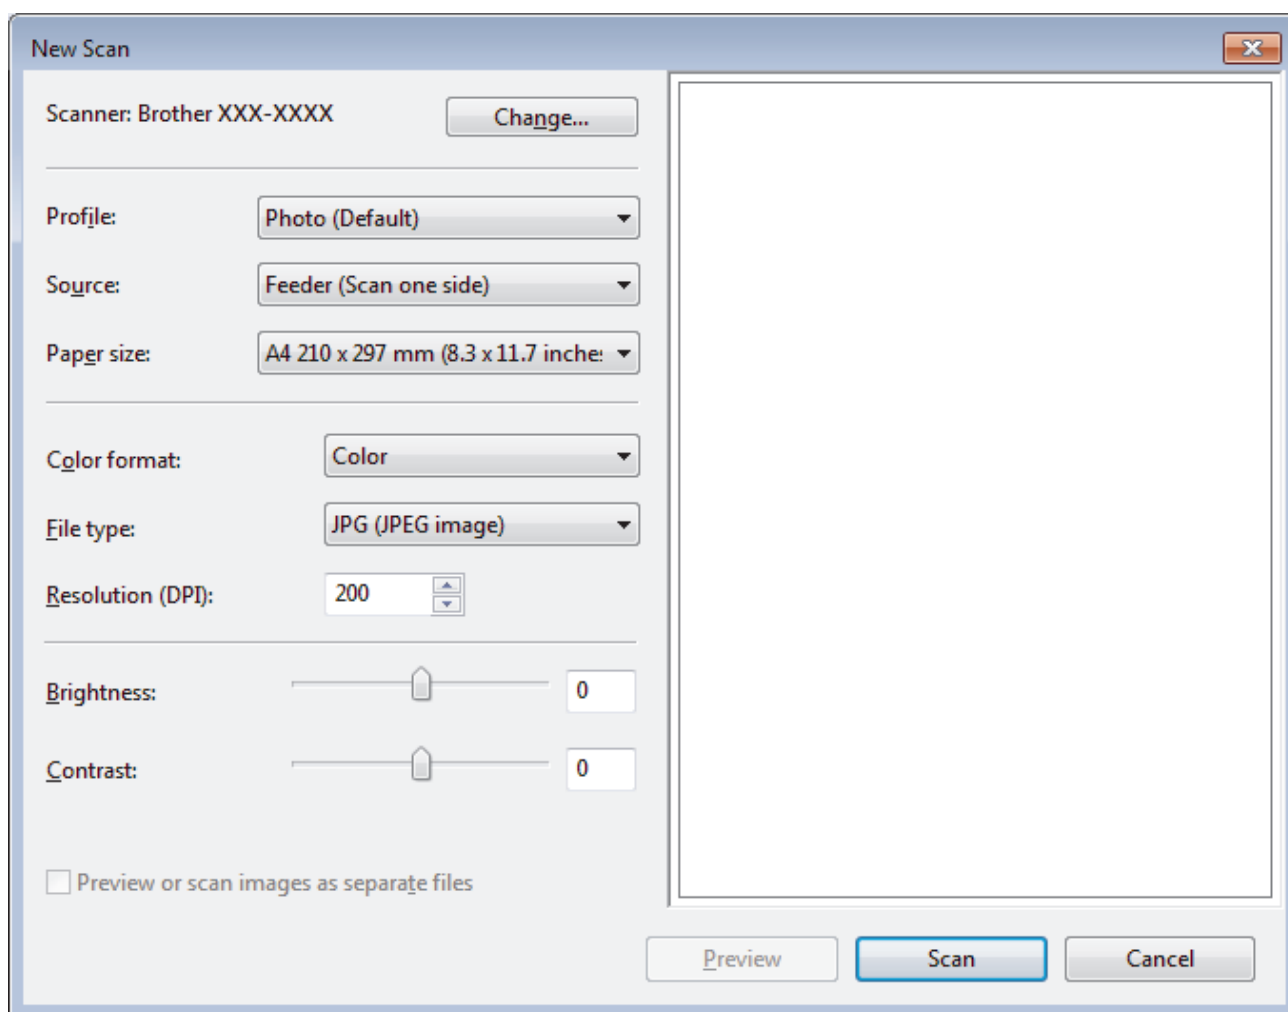 New Scan
Scanner: Brother XXX-XXXX
Change...
Profile:
Photo (Default)
Source:
Feeder (Scan one side)
Paper size:
A4 210 x 297 mm (8.3 x 11.7 inche
Color format:
Color
File type:
JPG (JPEG image)
Resolution (DPI):
200
Brightness:
0
Contrast:
0
Preview or scan images as separate files
Preview
Scan
Cancel